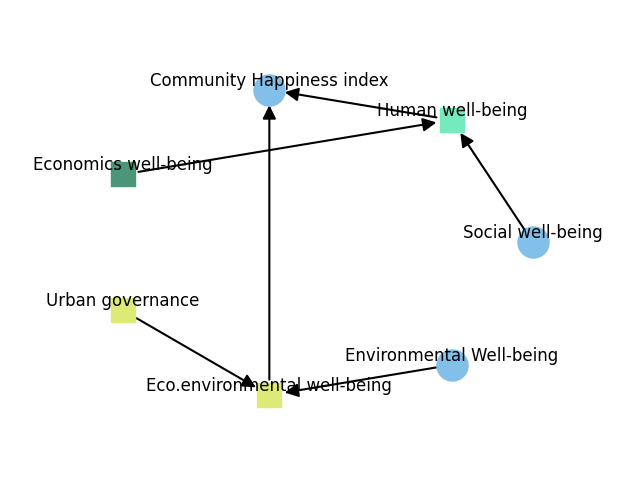 Community Happiness index
Human well-being
Economics well-being
Social well-being
Urban governance
Environmental Well-being
Eco.environmental well-being